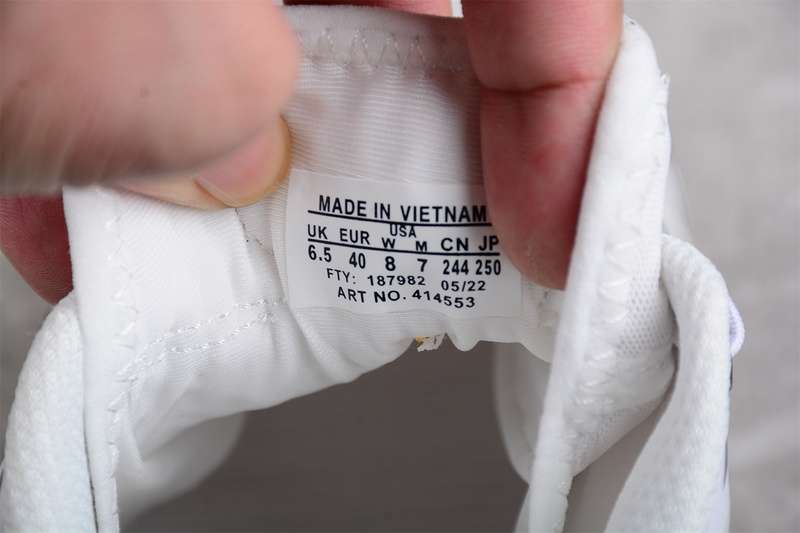 MADE IN VIETNAM
USA
UK EUR W M CN JP
6.5 40 8 7 244 250
FTY: 187982 05/22
ART NO. 414553